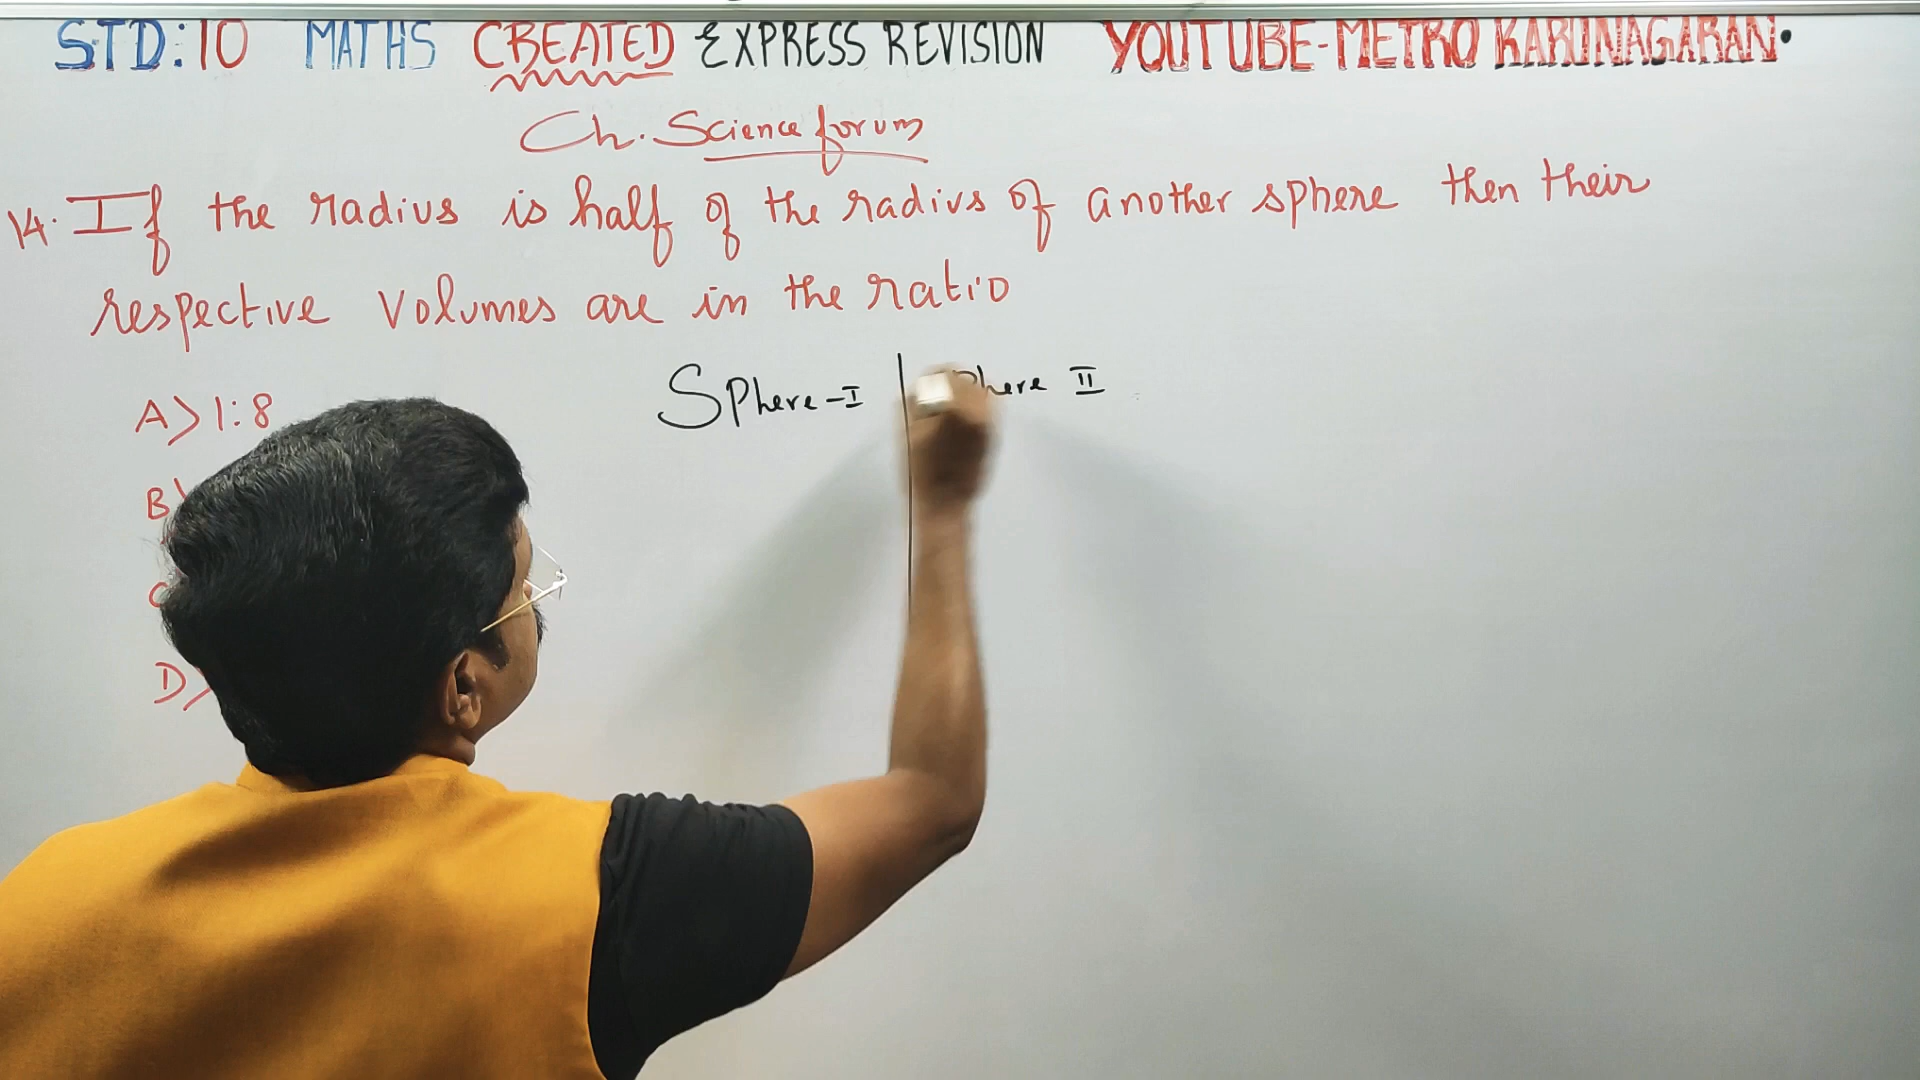 STD:10 MATHS CREATED EXPRESS REVISION YOUTUBE-METRO KARUNAGARAN.
Ch. Science forum
14. If the radius is half of the radius of another sphere then their
respective volumes are in the ratio
Sphere-I
Sphere II
A) 1:8
B)
C
D)